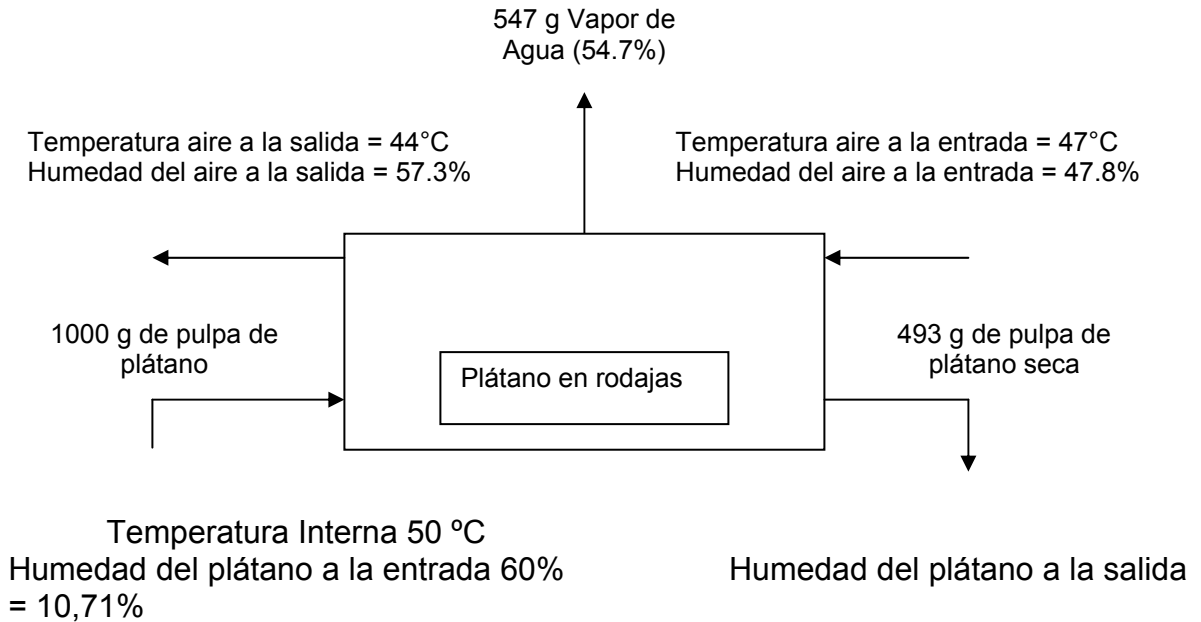 547 g Vapor de
Agua (54.7%)
Temperatura aire a la salida = 44°C
Humedad del aire a la salida = 57.3%
Temperatura aire a la entrada = 47°C
Humedad del aire a la entrada = 47.8%
1000 g de pulpa de
plátano
Plátano en rodajas
493 g de pulpa de
plátano seca
Temperatura Interna 50 ºC
Humedad del plátano a la entrada 60% Humedad del plátano a la salida
= 10,71%